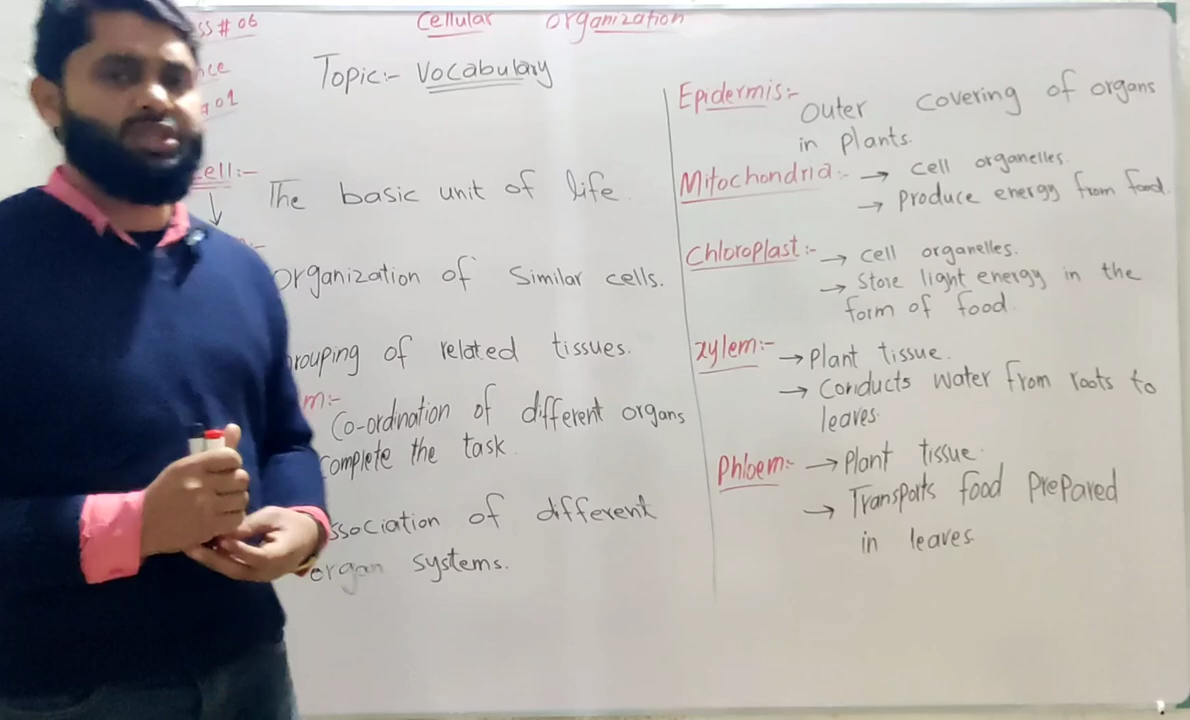 Cellular organization
Topic:- Vocabulary
The basic unit of life.
organization of similar cells.
of related tissues.
Co-ordination of different organs
complete the task.
of different
organ systems.
Epidermis:- outer covering of organs
in plants.
Mitochondria:- → cell organelles.
→ produce energy from food.
Chloroplast:- → cell organelles.
→ Store light energy in the
form of food.
Xylem:- → Plant tissue.
→ Conducts water from roots to
leaves.
Phloem:- → Plant tissue.
→ Transports food prepared
in leaves